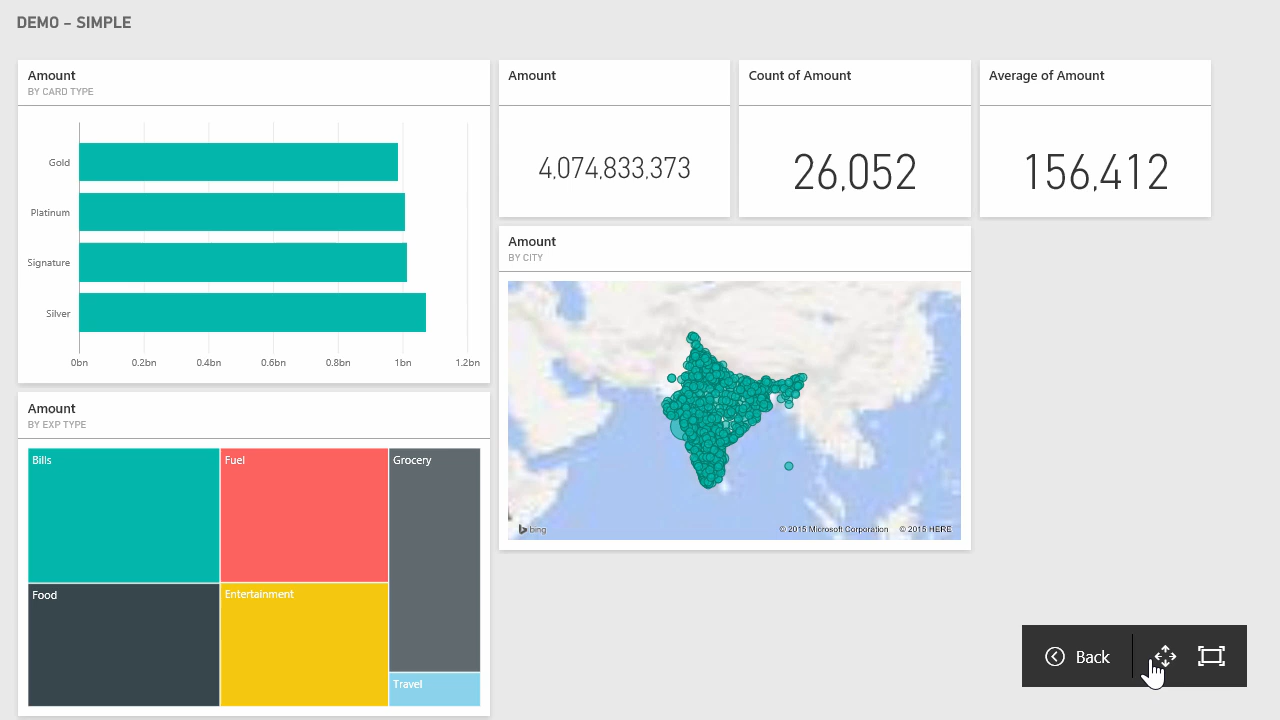 DEMO – SIMPLE
Amount
BY CARD TYPE
Gold
Platinum
Signature
Silver
0bn 0.2bn 0.4bn 0.6bn 0.8bn 1bn 1.2bn
Amount
4,074,833,373
Count of Amount
26,052
Average of Amount
156,412
Amount
BY CITY
bing
© 2015 Microsoft Corporation © 2015 HERE
Amount
BY EXP TYPE
Bills
Fuel
Grocery
Food
Entertainment
Travel
Back